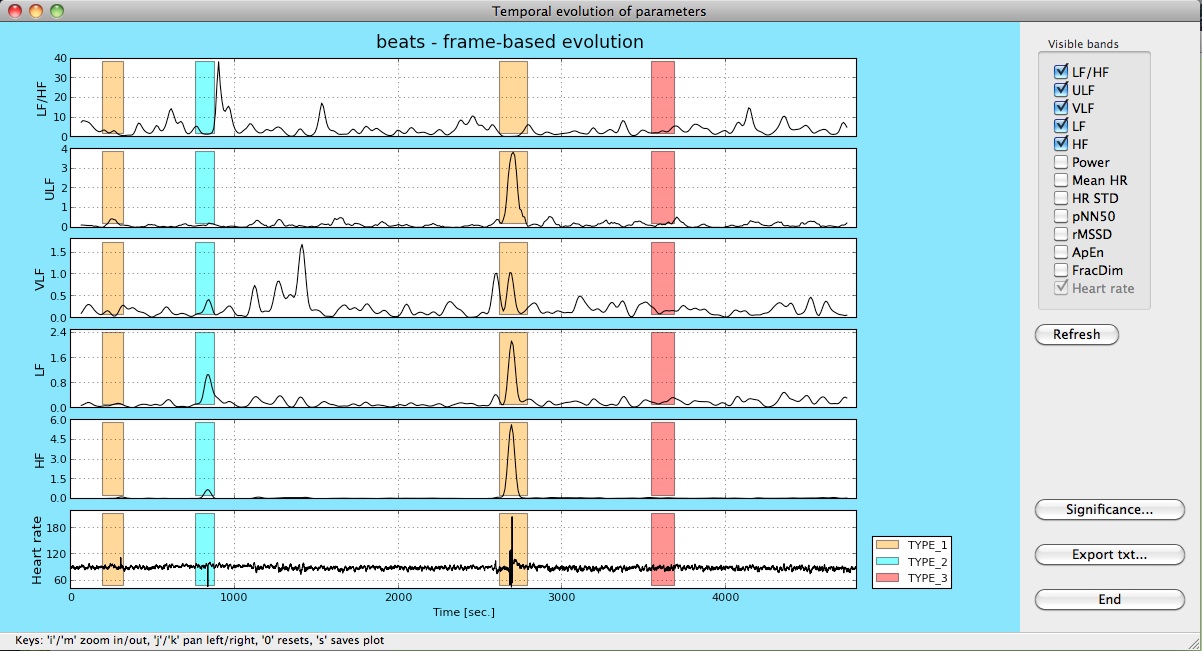 Temporal evolution of parameters
beats - frame-based evolution
LF/HF
40
30
20
10
0
ULF
4
3
2
1
0
VLF
1.5
1.0
0.5
0.0
LF
2.4
1.6
0.8
0.0
HF
6.0
4.5
3.0
1.5
0.0
Heart rate
180
120
60
0
1000
2000
3000
4000
Time [sec.]
TYPE_1
TYPE_2
TYPE_3
Visible bands
LF/HF
ULF
VLF
LF
HF
Power
Mean HR
HR STD
pNN50
rMSSD
ApEn
FracDim
Heart rate
Refresh
Significance...
Export txt...
End
Keys: 'i'/'m' zoom in/out, 'j'/'k' pan left/right, '0' resets, 's' saves plot